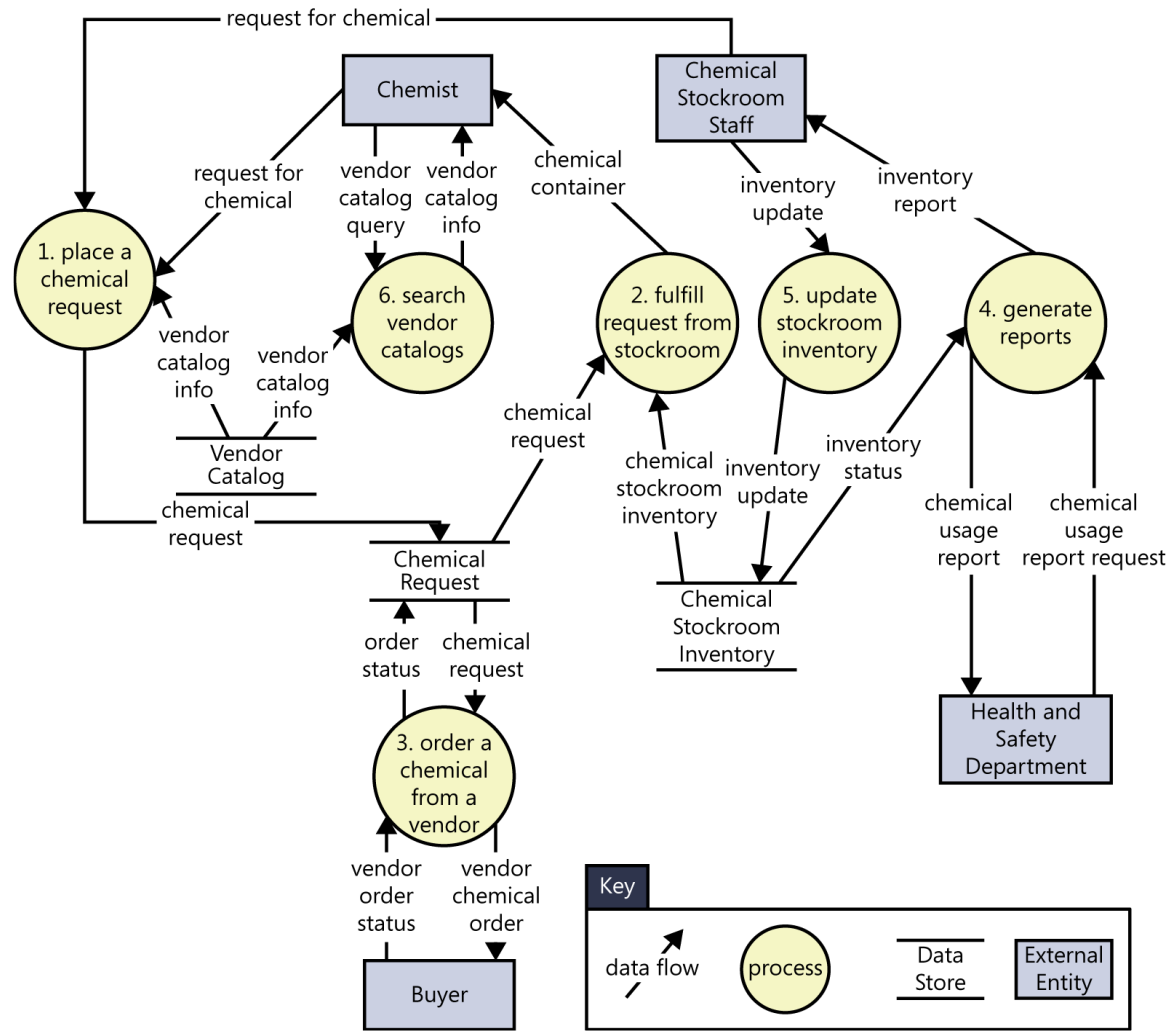 request for chemical
Chemist
Chemical
Stockroom
Staff
request for
chemical
vendor
catalog
query
vendor
catalog
info
chemical
container
inventory
update
inventory
report
1. place a
chemical
request
6. search
vendor
catalogs
2. fulfill
request from
stockroom
5. update
stockroom
inventory
4. generate
reports
vendor
catalog
info
vendor
catalog
info
chemical
request
Vendor
Catalog
chemical
stockroom
inventory
inventory
update
inventory
status
chemical
usage
report
chemical
usage
report request
chemical
request
Chemical
Request
Chemical
Stockroom
Inventory
order
status
chemical
request
Health and
Safety
Department
3. order a
chemical
from a
vendor
vendor
order
status
vendor
chemical
order
Buyer
Key
data flow
process
Data
Store
External
Entity